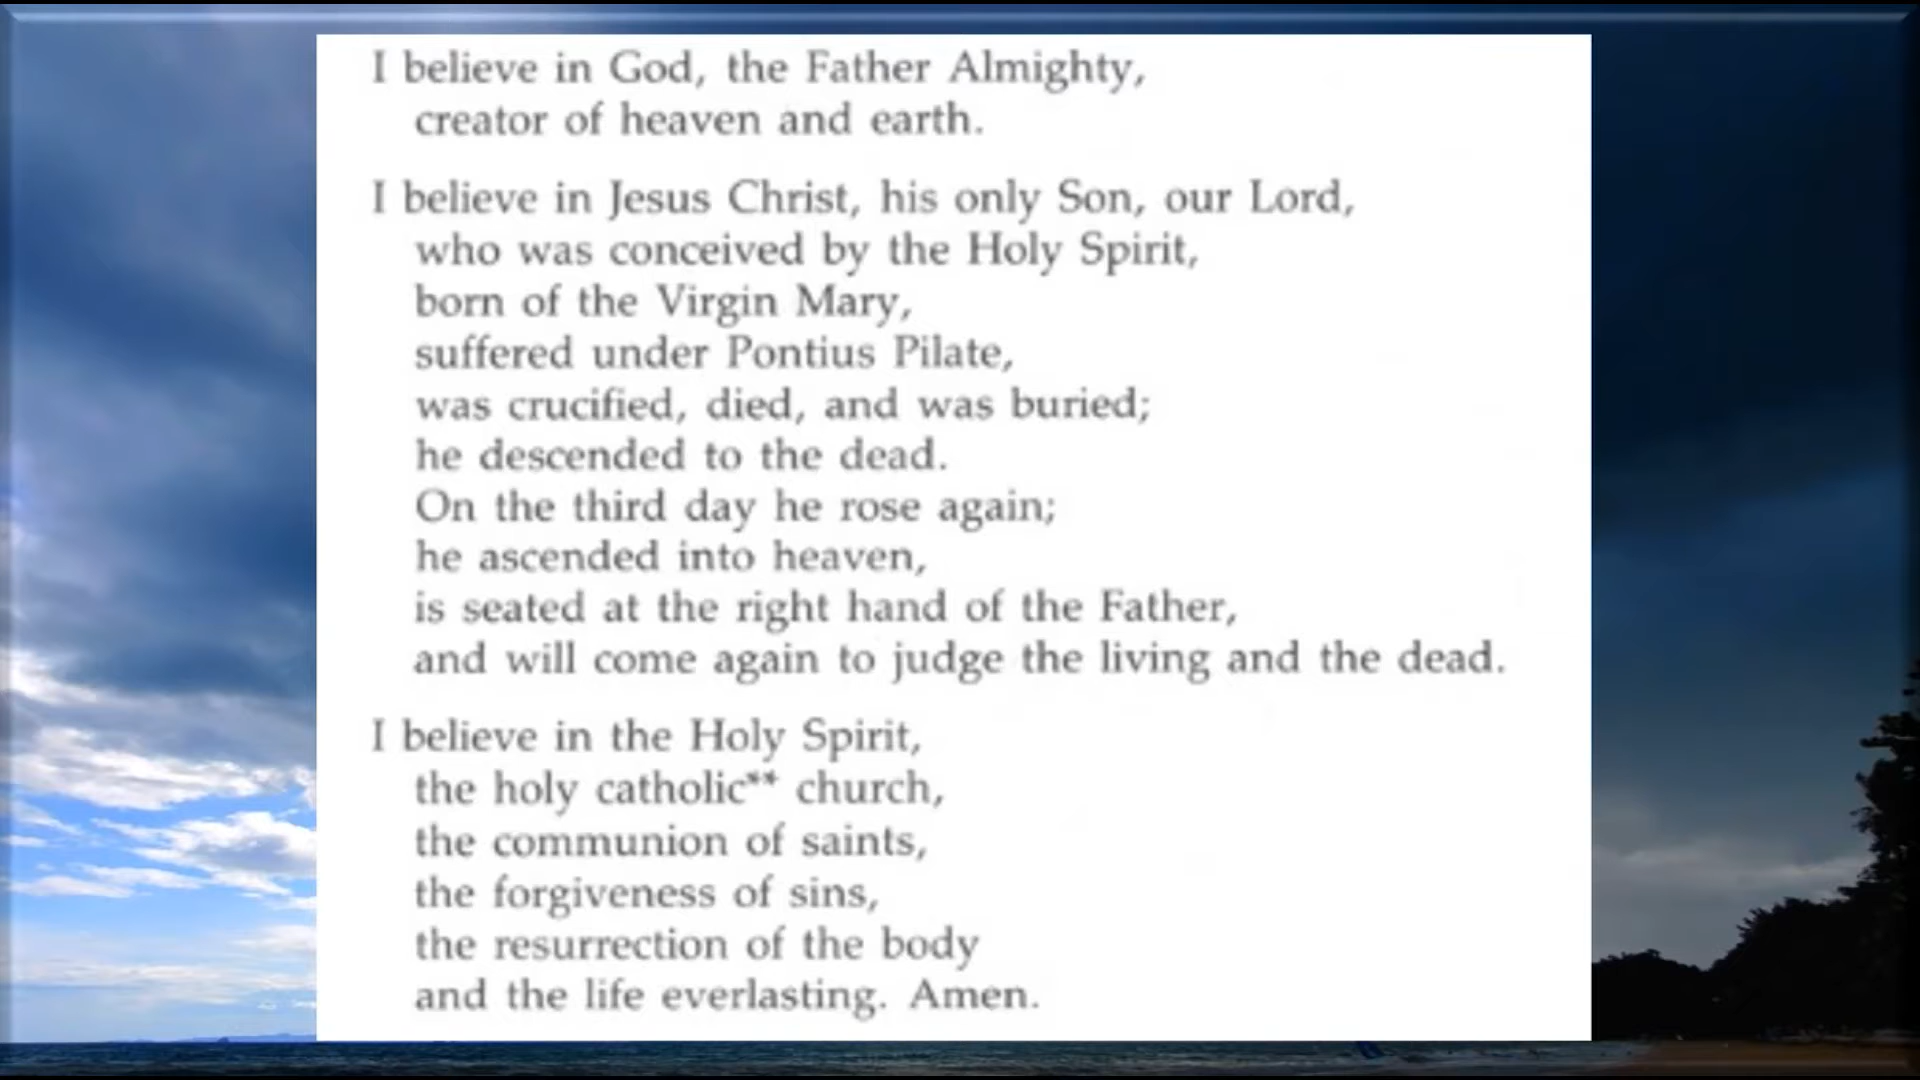 I believe in God, the Father Almighty,
creator of heaven and earth.
I believe in Jesus Christ, his only Son, our Lord,
who was conceived by the Holy Spirit,
born of the Virgin Mary,
suffered under Pontius Pilate,
was crucified, died, and was buried;
he descended to the dead.
On the third day he rose again;
he ascended into heaven,
is seated at the right hand of the Father,
and will come again to judge the living and the dead.
I believe in the Holy Spirit,
the holy catholic** church,
the communion of saints,
the forgiveness of sins,
the resurrection of the body
and the life everlasting. Amen.